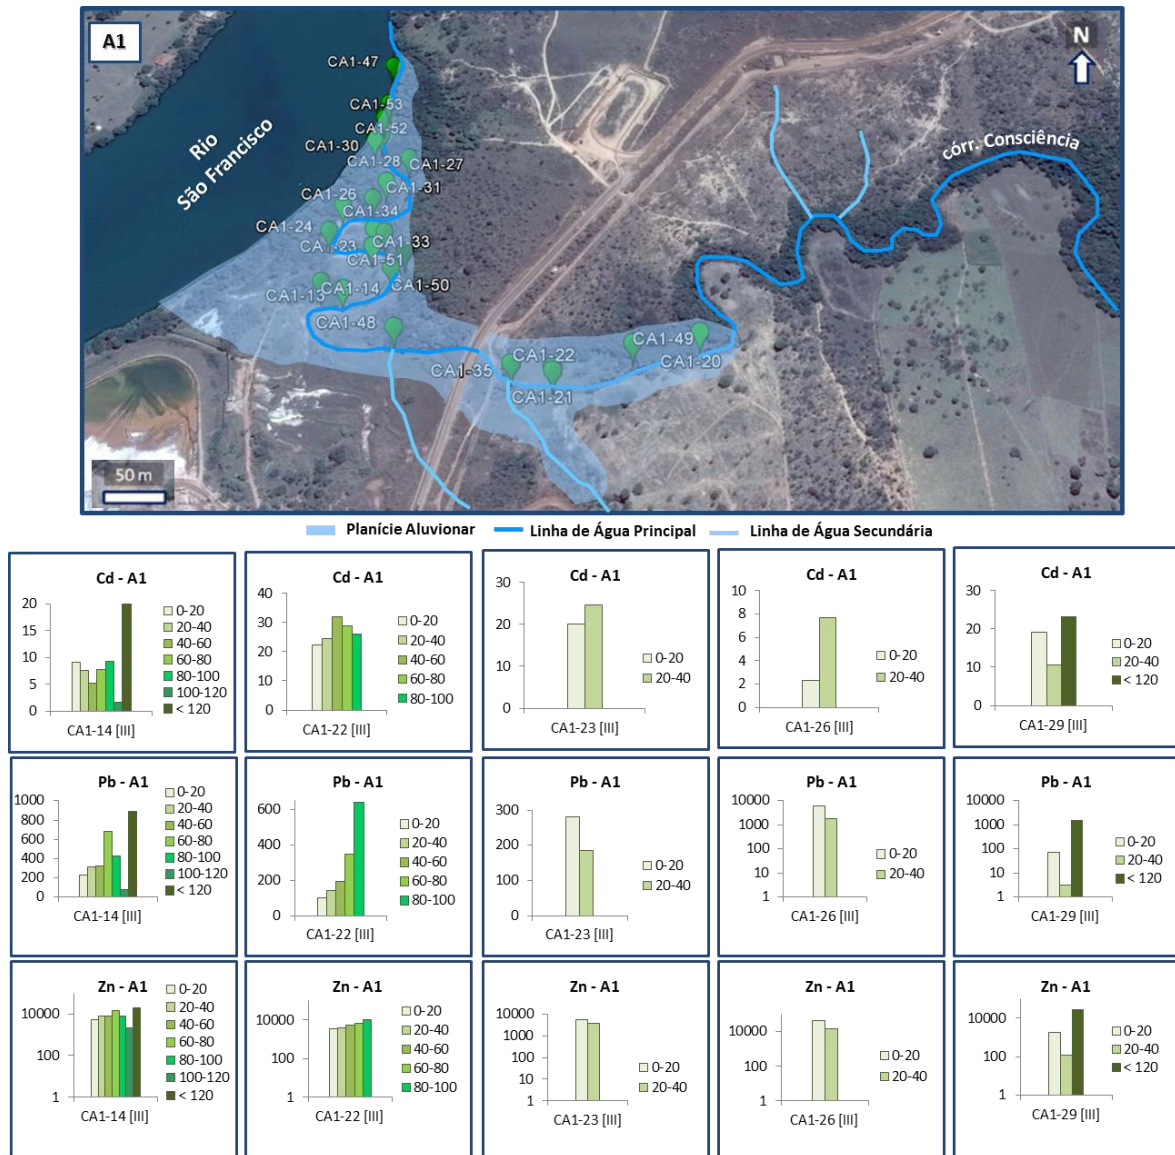 A1
N
CA1-47
CA1-53
CA1-52
CA1-30
CA1-28
CA1-27
CA1-31
CA1-26
CA1-34
CA1-24
CA1-23
CA1-33
CA1-51
CA1-50
CA1-13
CA1-14
CA1-48
CA1-35
CA1-22
CA1-21
CA1-49
CA1-20
Rio
São Francisco
córr. Consciência
50 m
Planície Aluvionar
Linha de Água Principal
Linha de Água Secundária
Cd - A1
20
15
10
5
0
0-20
20-40
40-60
60-80
80-100
100-120
< 120
CA1-14 [III]
Cd - A1
40
30
20
10
0
0-20
20-40
40-60
60-80
80-100
CA1-22 [III]
Cd - A1
30
20
10
0
0-20
20-40
CA1-23 [III]
Cd - A1
10
8
6
4
2
0
0-20
20-40
CA1-26 [III]
Cd - A1
30
20
10
0
0-20
20-40
< 120
CA1-29 [III]
Pb - A1
1000
800
600
400
200
0
0-20
20-40
40-60
60-80
80-100
100-120
< 120
CA1-14 [III]
Pb - A1
600
400
200
0
0-20
20-40
40-60
60-80
80-100
CA1-22 [III]
Pb - A1
300
200
100
0
0-20
20-40
CA1-23 [III]
Pb - A1
10000
1000
100
10
1
0-20
20-40
CA1-26 [III]
Pb - A1
10000
1000
100
10
1
0-20
20-40
< 120
CA1-29 [III]
Zn - A1
10000
100
1
0-20
20-40
40-60
60-80
80-100
100-120
< 120
CA1-14 [III]
Zn - A1
10000
100
1
0-20
20-40
40-60
60-80
80-100
CA1-22 [III]
Zn - A1
10000
1000
100
10
1
0-20
20-40
CA1-23 [III]
Zn - A1
10000
100
1
0-20
20-40
CA1-26 [III]
Zn - A1
10000
100
1
0-20
20-40
< 120
CA1-29 [III]